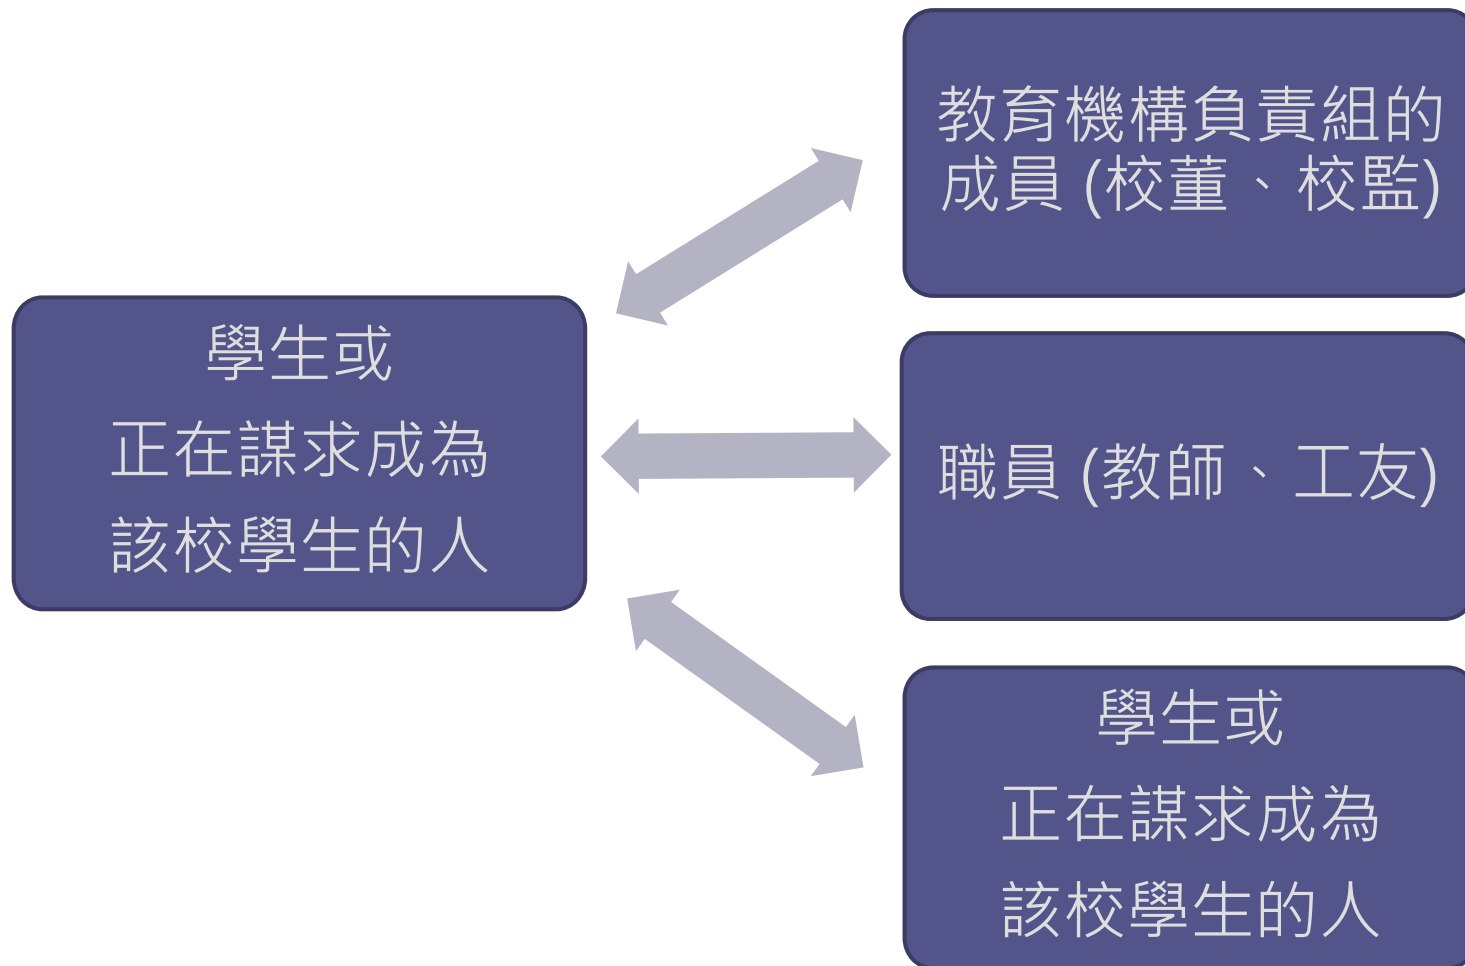 學生或
正在謀求成為
該校學生的人
教育機構負責組的
成員 (校董、校監)
職員 (教師、工友)
學生或
正在謀求成為
該校學生的人